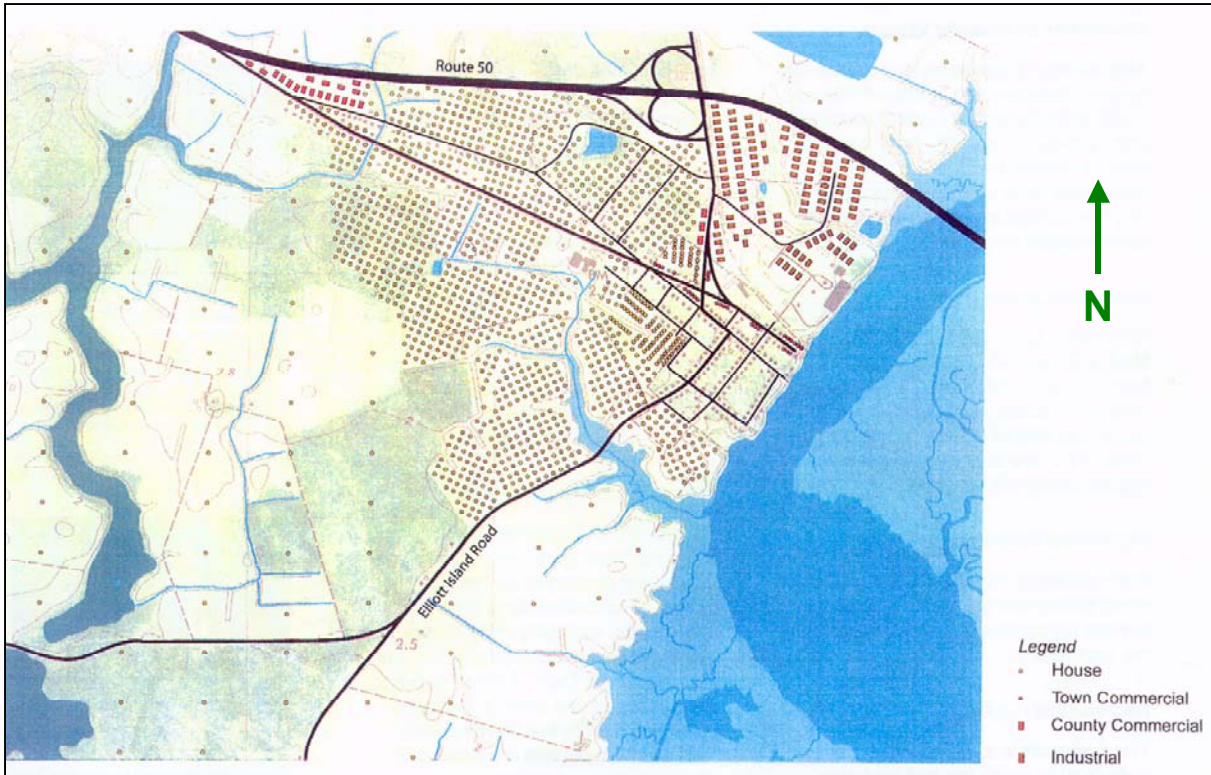 Route 50
N
Elliott Island Road
2.5
Legend
House
Town Commercial
County Commercial
Industrial